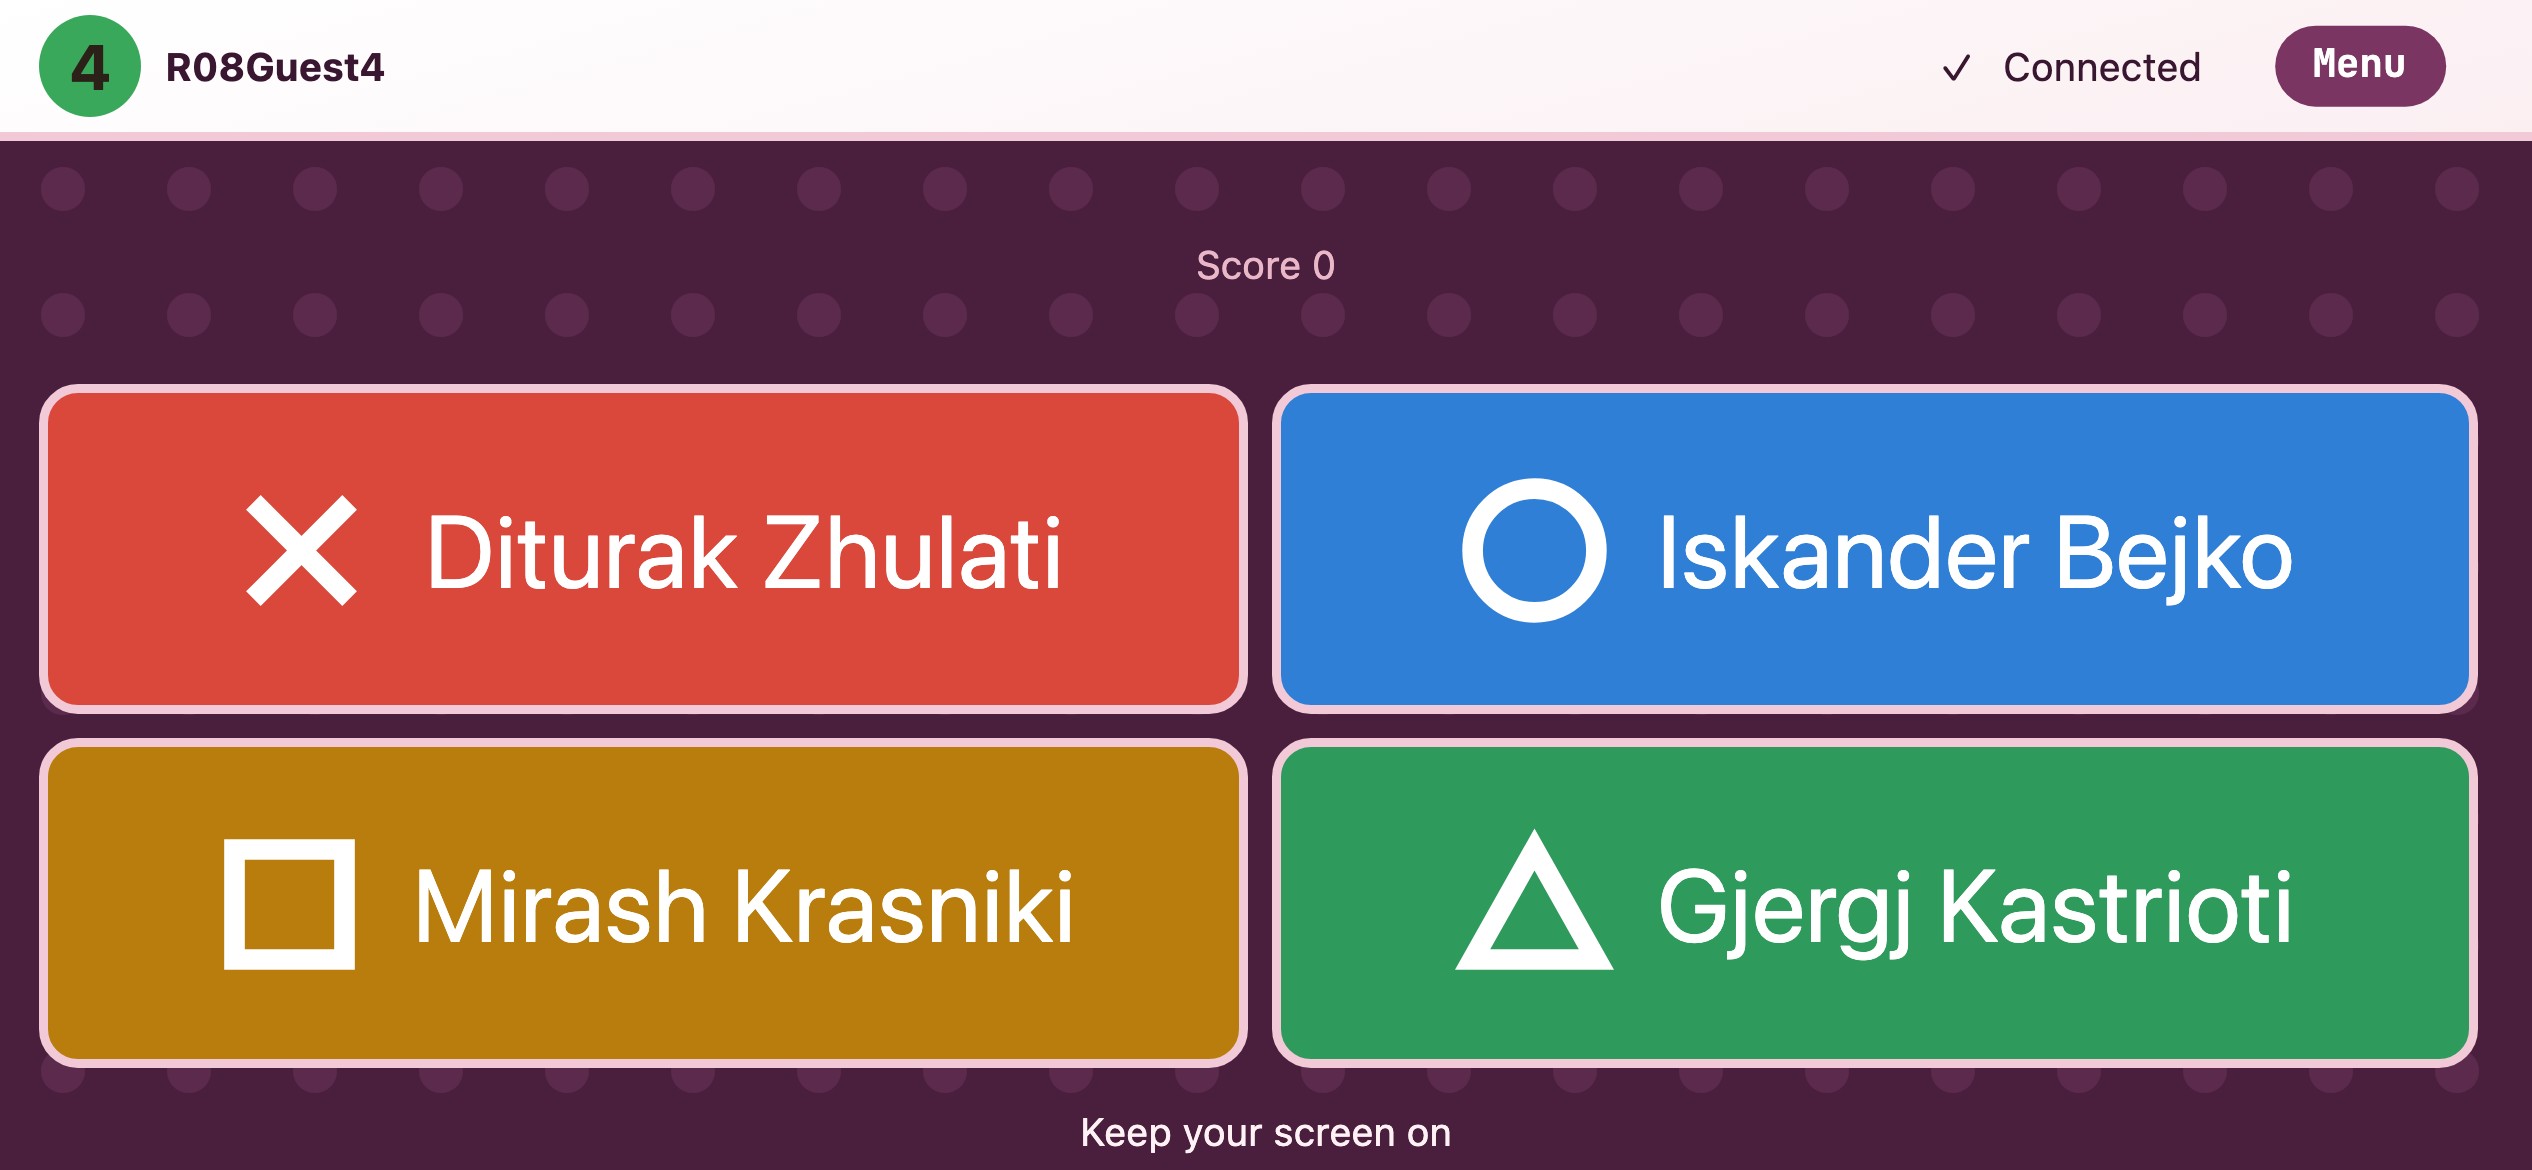 4 R08Guest4 ✓ Connected Menu
Score 0
Diturak Zhulati
Iskander Bejko
Mirash Krasniki
Gjergj Kastrioti
Keep your screen on